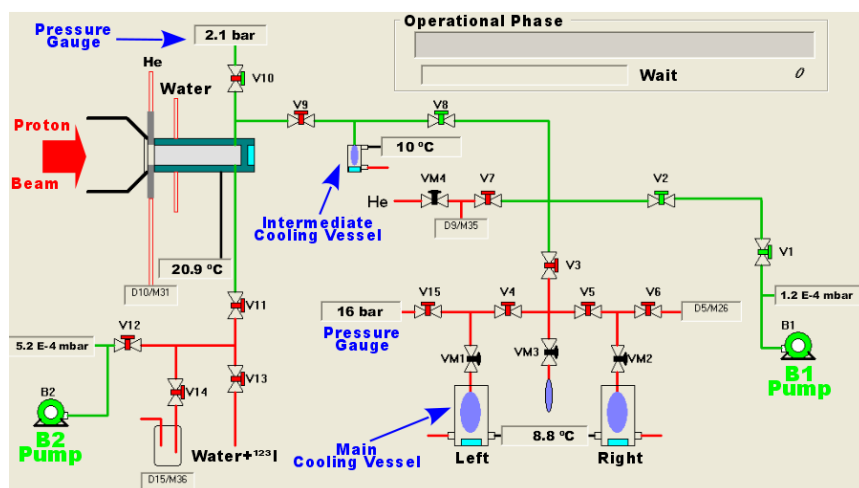 Pressure
Gauge
2.1 bar
Operational Phase
Wait
0
He
Water
V10
V9
V8
Proton
Beam
10 ºC
Intermediate
Cooling Vessel
He
VM4
V7
D9/M35
V2
V1
20.9 ºC
D10/M31
V3
V11
16 bar
V15
V4
V5
V6
D5/M26
1.2 E-4 mbar
Pressure
Gauge
V12
5.2 E-4 mbar
B1
B1
Pump
VM1
VM3
VM2
V14
V13
B2
B2
Pump
Main
Cooling Vessel
8.8 ºC
Left
Right
Water+¹²³I
D15/M36